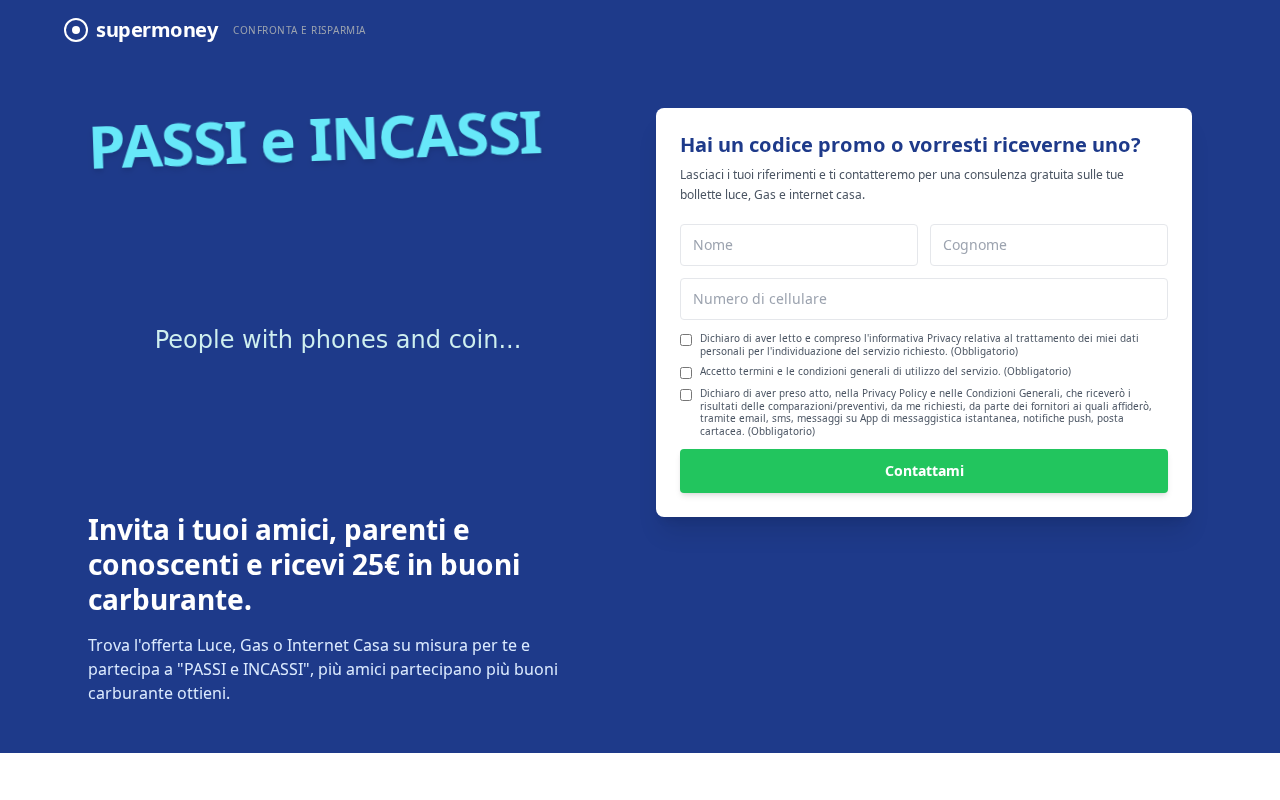 supermoney
CONFRONTA E RISPARMIA
PASSI e INCASSI
People with phones and coin...
Invita i tuoi amici, parenti e
conoscenti e ricevi 25€ in buoni
carburante.
Trova l'offerta Luce, Gas o Internet Casa su misura per te e
partecipa a "PASSI e INCASSI", più amici partecipano più buoni
carburante ottieni.
Hai un codice promo o vorresti riceverne uno?
Lasciaci i tuoi riferimenti e ti contatteremo per una consulenza gratuita sulle tue
bollette luce, Gas e internet casa.
Nome
Cognome
Numero di cellulare
Dichiaro di aver letto e compreso l'informativa Privacy relativa al trattamento dei miei dati
personali per l'individuazione del servizio richiesto. (Obbligatorio)
Accetto termini e le condizioni generali di utilizzo del servizio. (Obbligatorio)
Dichiaro di aver preso atto, nella Privacy Policy e nelle Condizioni Generali, che riceverò i
risultati delle comparazioni/preventivi, da me richiesti, da parte dei fornitori ai quali affiderò,
tramite email, sms, messaggi su App di messaggistica istantanea, notifiche push, posta
cartacea. (Obbligatorio)
Contattami